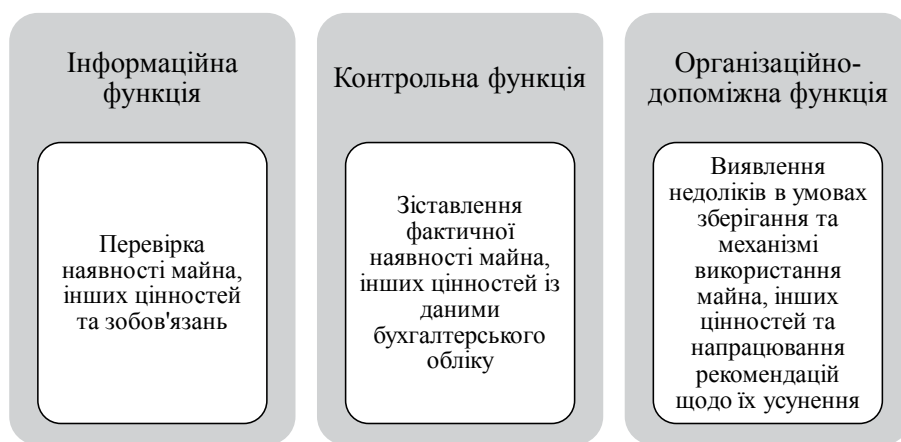 Інформаційна
функція
Перевірка
наявності майна,
інших цінностей
та зобов'язань
Контрольна функція
Зіставлення
фактичної
наявності майна,
інших цінностей із
даними
бухгалтерського
обліку
Організаційно-
допоміжна функція
Виявлення
недоліків в умовах
зберігання та
механізмі
використання
майна, інших
цінностей та
напрацювання
рекомендацій
щодо їх усунення